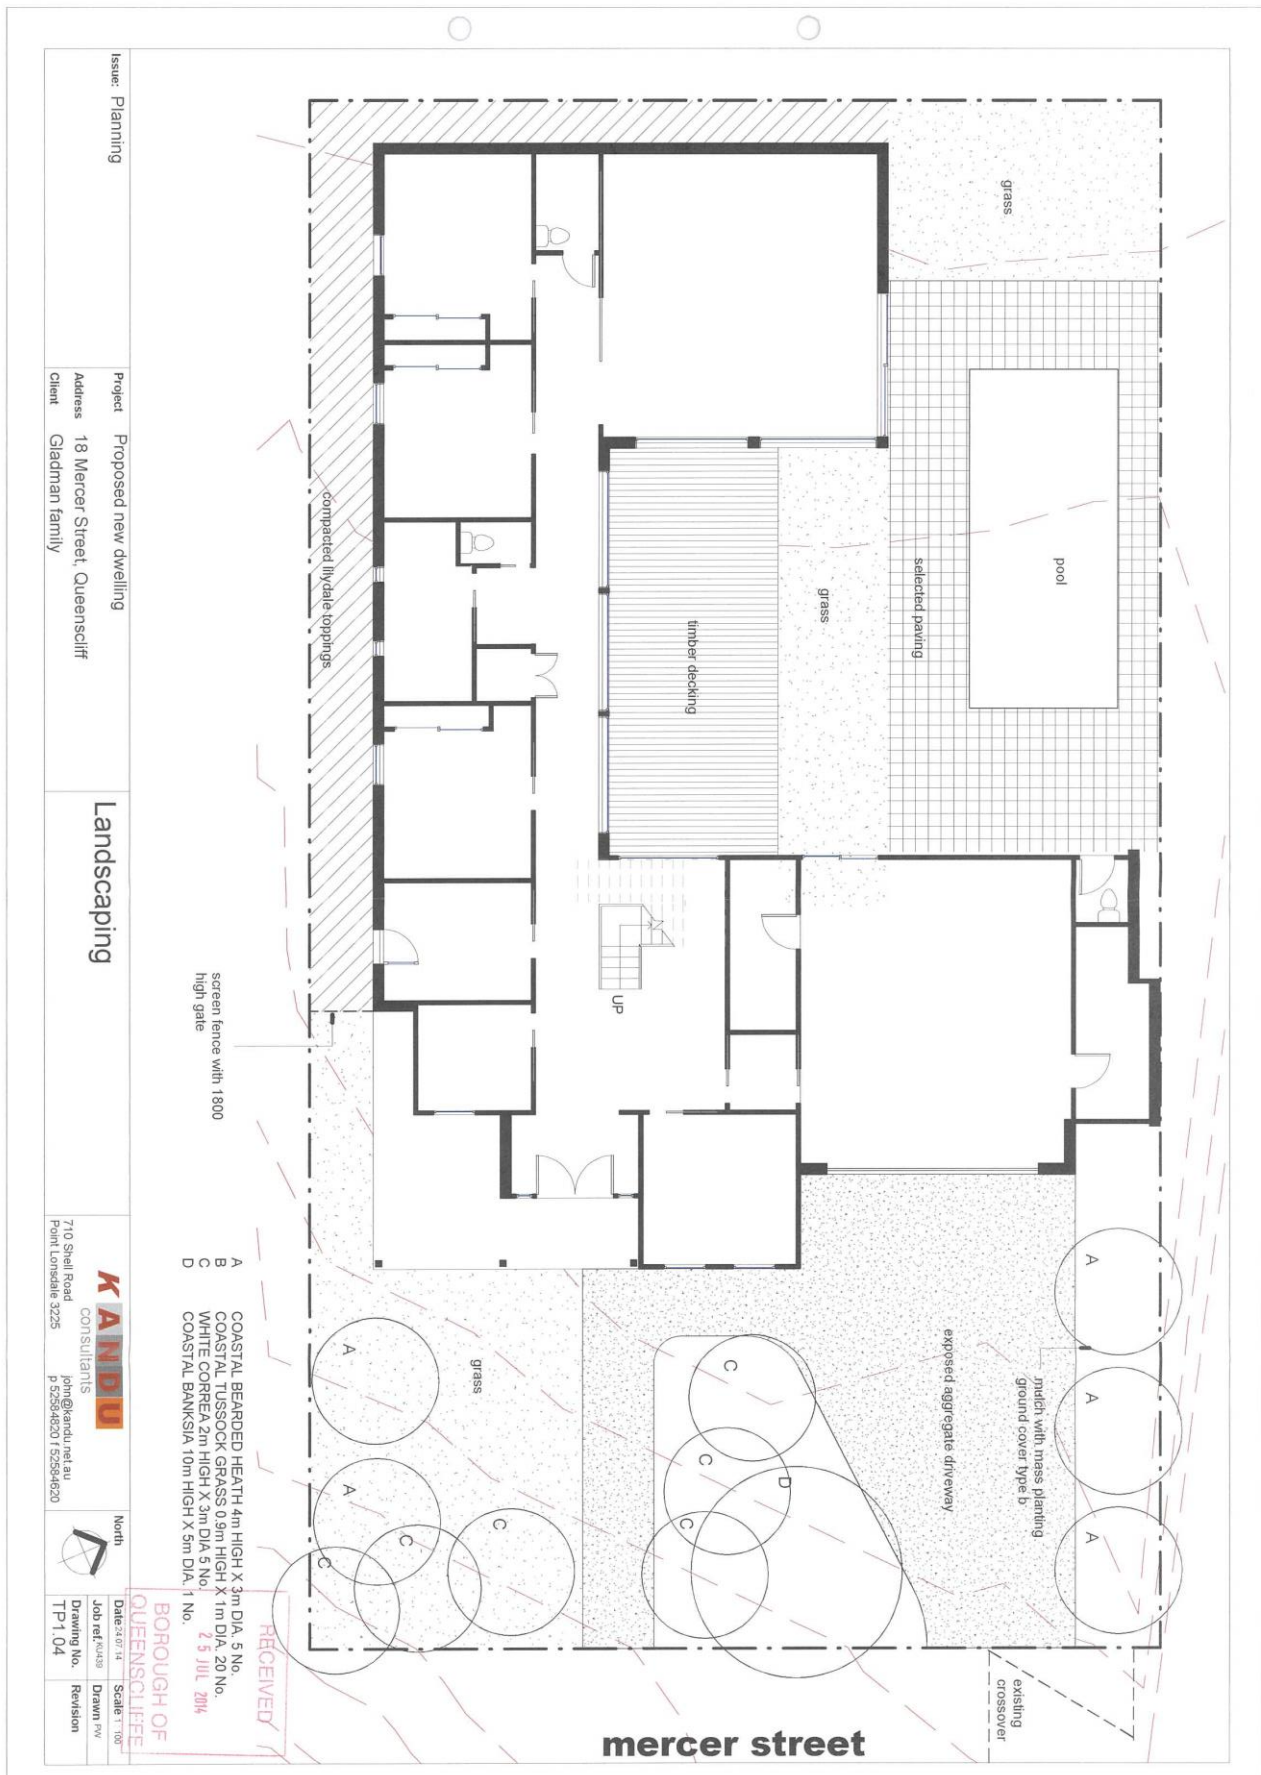 grass
pool
selected paving
grass
timber decking
compacted lilydale toppings
UP
screen fence with 1800
high gate
exposed aggregate driveway
mulch with mass planting
ground cover type b
grass
A
A
A
A
A
C
C
C
C
C
C
D
existing
crossover
mercer street
A COASTAL BEARDED HEATH 4m HIGH X 3m DIA. 5 No.
B COASTAL TUSSOCK GRASS 0.9m HIGH X 1m DIA. 20 No.
C WHITE CORREA 2m HIGH X 3m DIA 5 No.
D COASTAL BANKSIA 10m HIGH X 5m DIA. 1 No.
RECEIVED
25 JUL 2014
BOROUGH OF
QUEENSCLIFFE
Issue: Planning
Project Proposed new dwelling
Address 18 Mercer Street, Queenscliff
Client Gladman family
Landscaping
KANDU
consultants
710 Shell Road john@kandu.net.au
Point Lonsdale 3225 p 52584820 f 52584620
North
Date 24.07.14 Scale 1 : 100
Job ref. KU439 Drawn PW
Drawing No. Revision
TP1.04